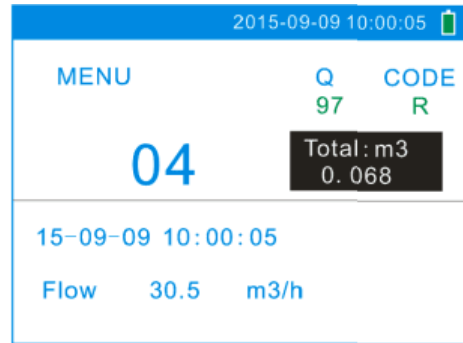 2015-09-09 10:00:05
MENU Q CODE
97 R
04
Total: m3
0. 068
15-09-09 10:00:05
Flow 30.5 m3/h